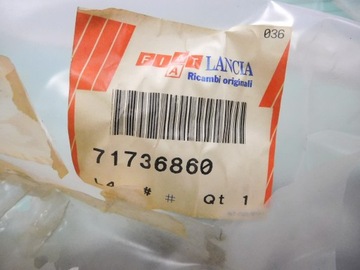 036
FIAT LANCIA
Ricambi originali
71736860
# # Qt 1